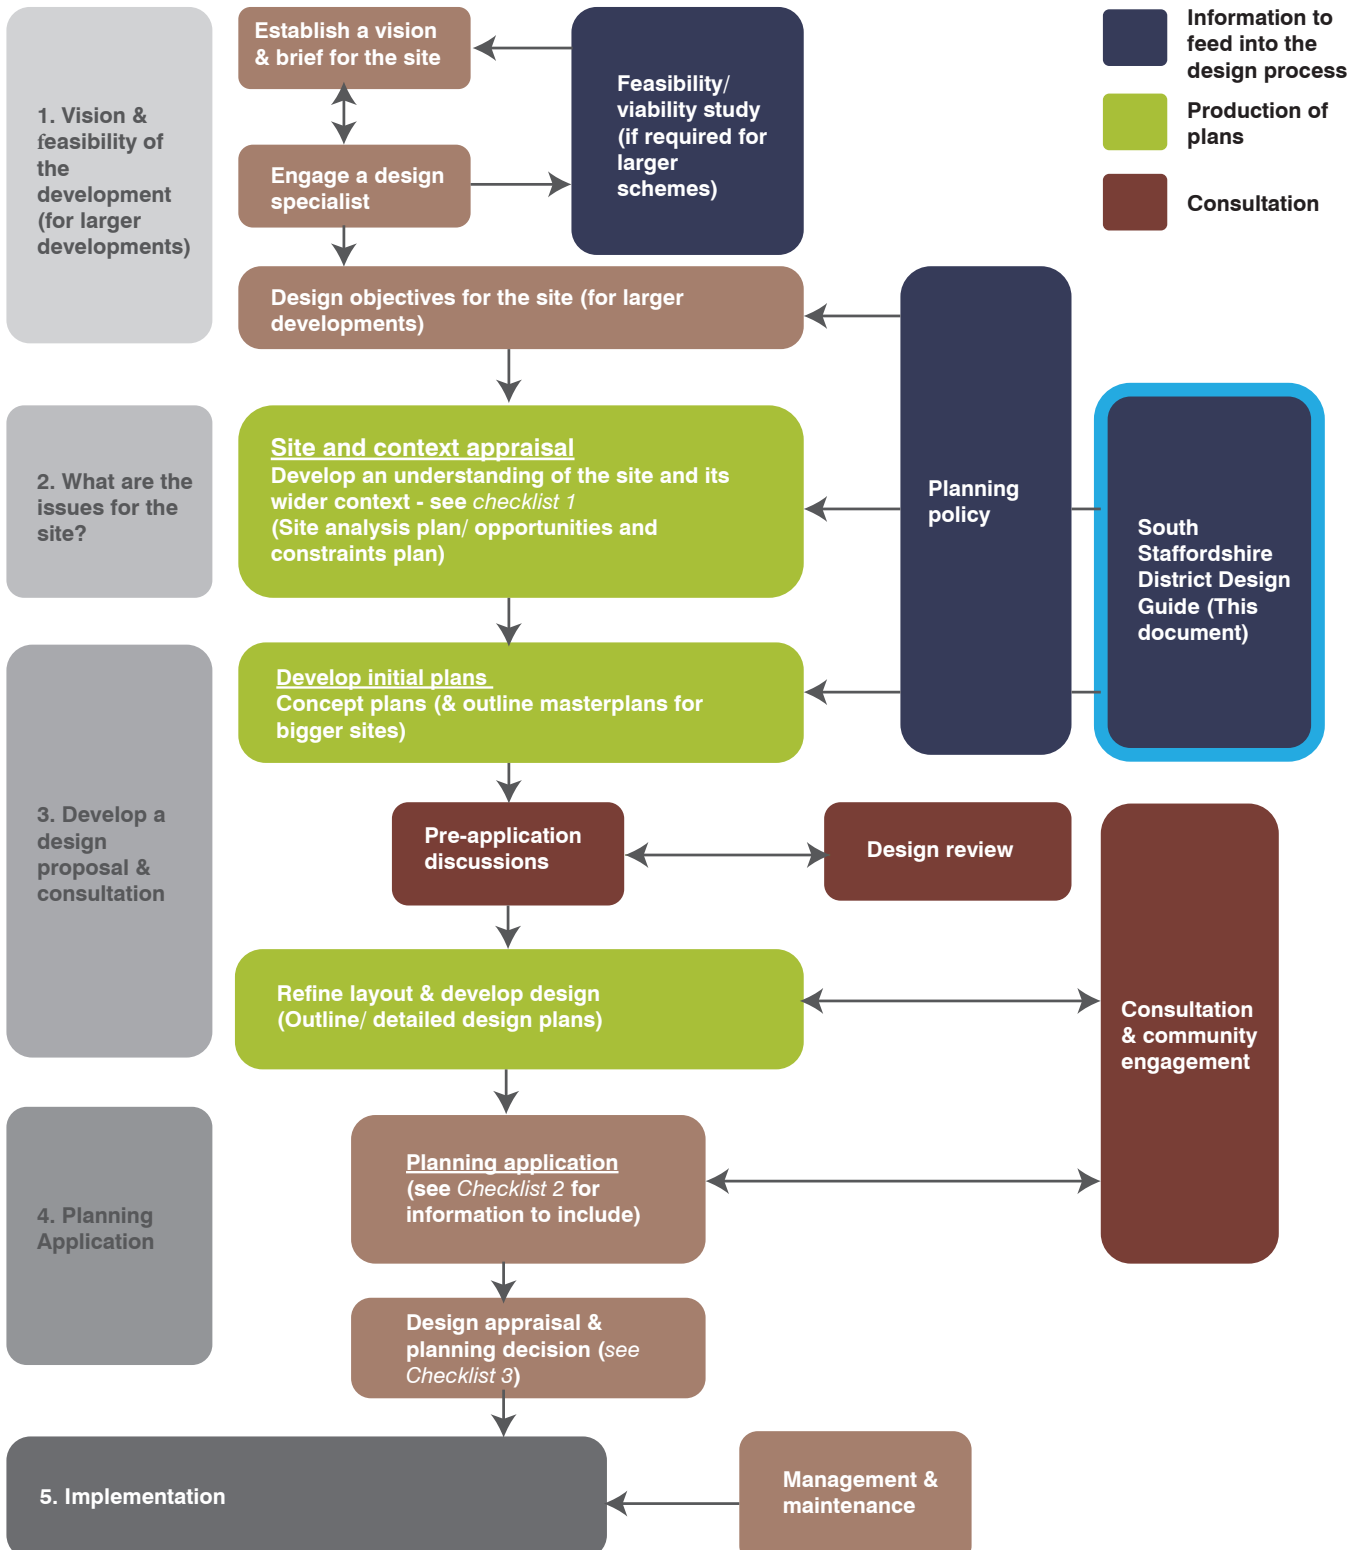 Establish a vision
& brief for the site
Feasibility/
viability study
(if required for
larger
schemes)
Information to
feed into the
design process
Production of
plans
Consultation
1. Vision &
feasibility of
the
development
(for larger
developments)
Engage a design
specialist
Design objectives for the site (for larger
developments)
2. What are the
issues for the
site?
Site and context appraisal
Develop an understanding of the site and its
wider context - see checklist 1
(Site analysis plan/ opportunities and
constraints plan)
Planning
policy
South
Staffordshire
District Design
Guide (This
document)
Develop initial plans
Concept plans (& outline masterplans for
bigger sites)
3. Develop a
design
proposal &
consultation
Pre-application
discussions
Design review
Refine layout & develop design
(Outline/ detailed design plans)
Consultation
& community
engagement
4. Planning
Application
Planning application
(see Checklist 2 for
information to include)
Design appraisal &
planning decision (see
Checklist 3)
5. Implementation
Management &
maintenance